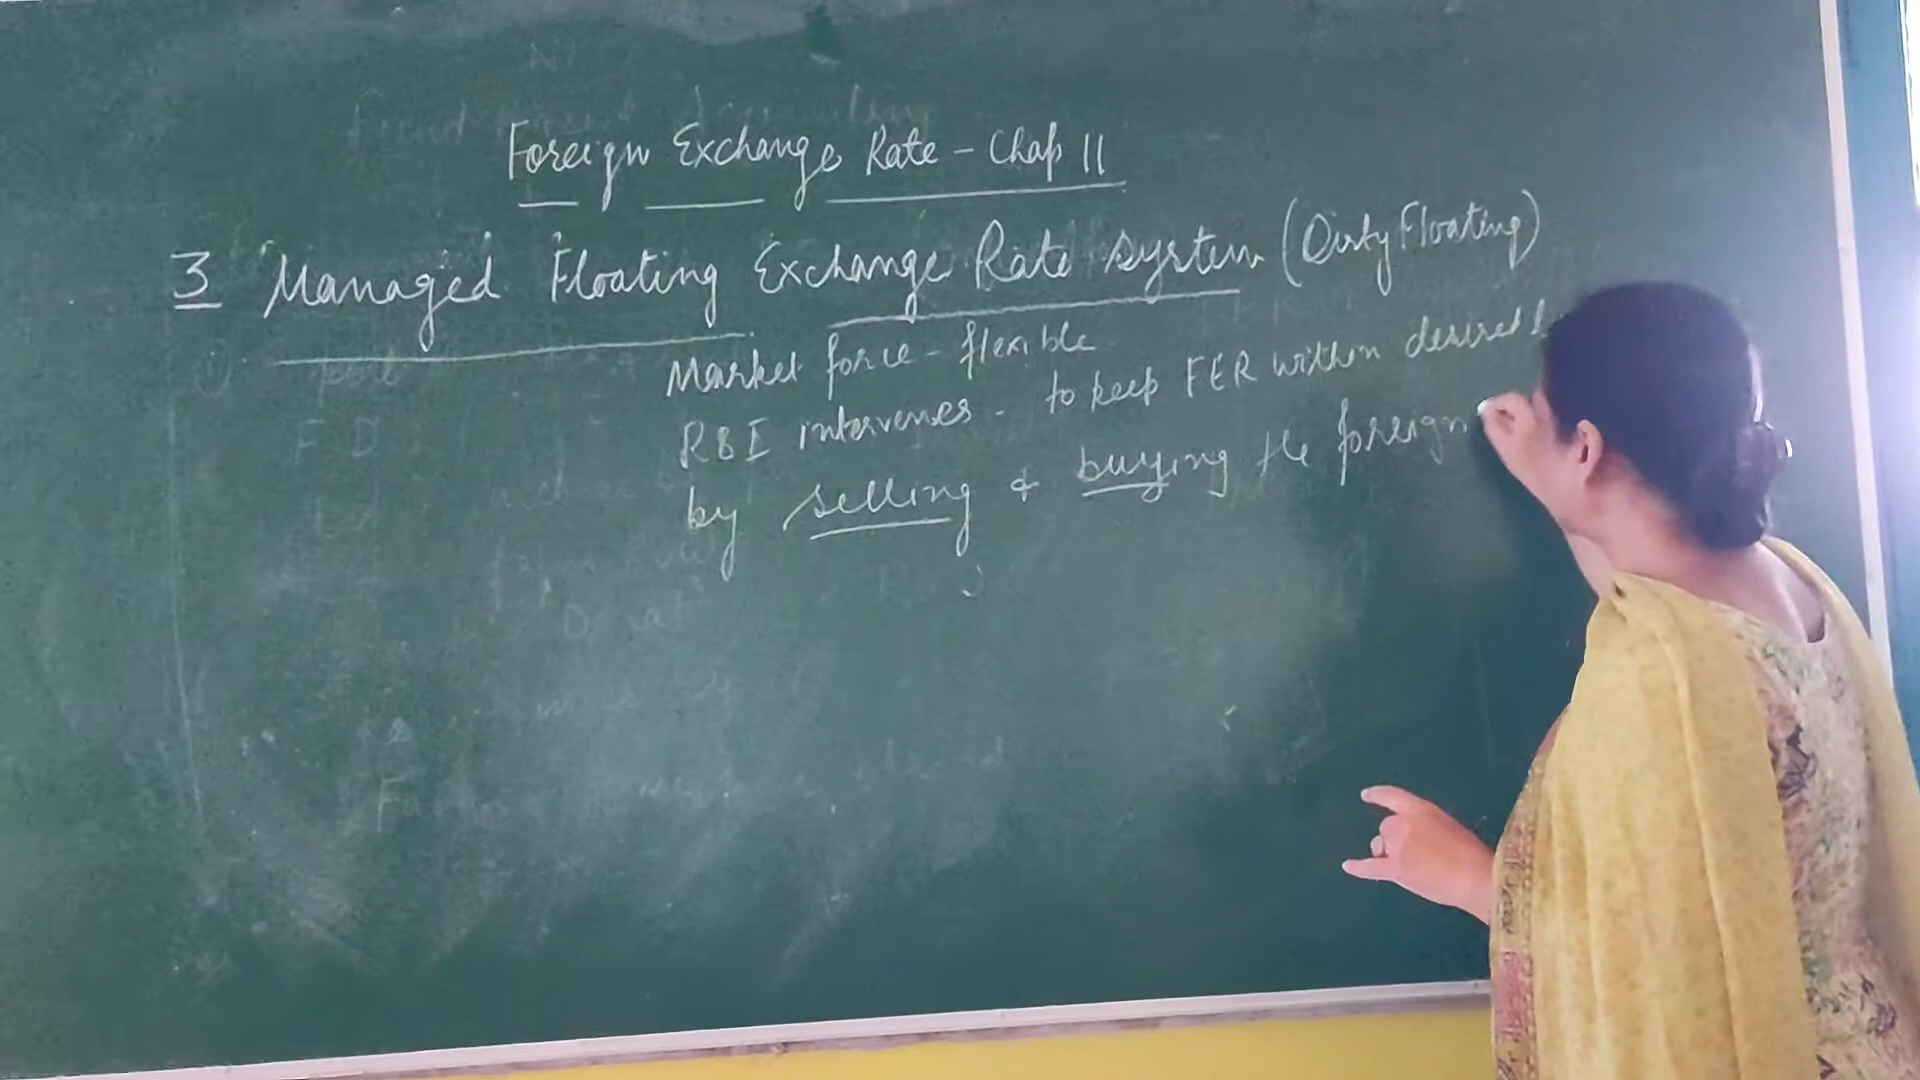 Foreign Exchange Rate - Chap 11
3 Managed Floating Exchange Rate System (Dirty Floating)
Market force - flexible
RBI intervenes - to keep FER within
by selling & buying the foreign